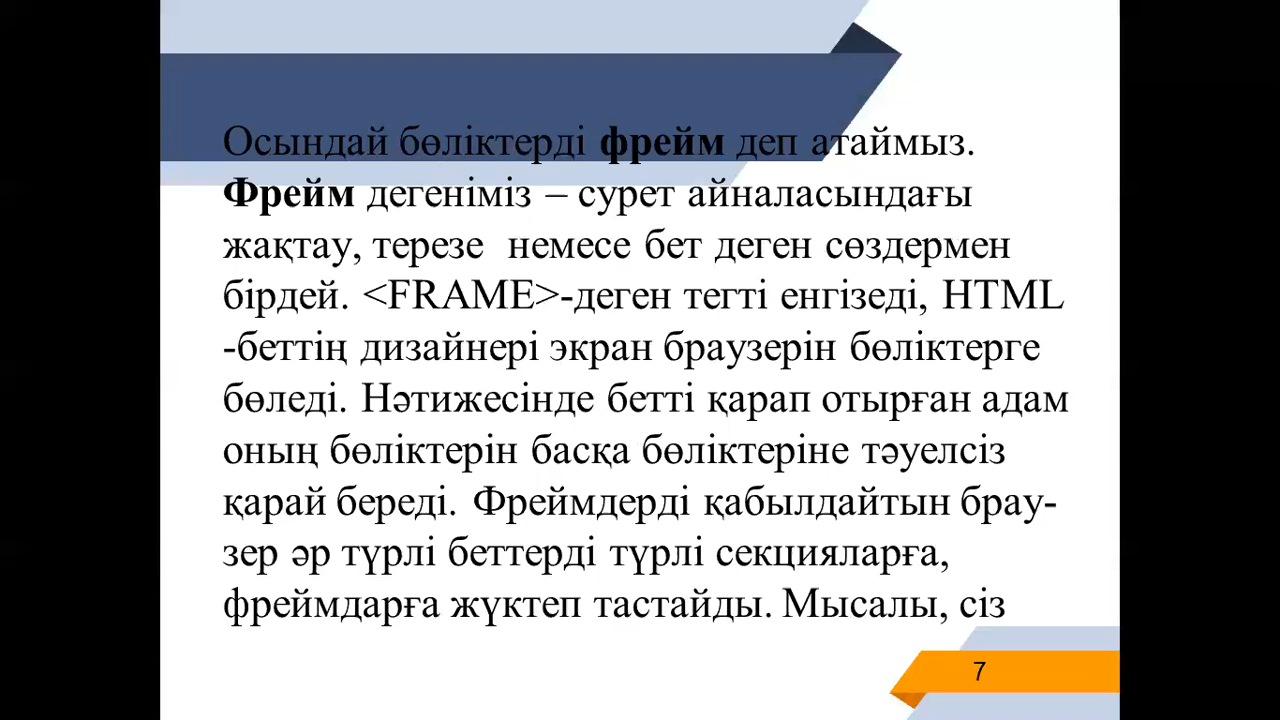 Осындай бөліктерді фрейм деп атаймыз.
Фрейм дегеніміз – сурет айналасындағы
жақтау, терезе немесе бет деген сөздермен
бірдей. <FRAME>-деген тегті енгізеді, HTML
-беттің дизайнері экран браузерін бөліктерге
бөледі. Нәтижесінде бетті қарап отырған адам
оның бөліктерін басқа бөліктеріне тәуелсіз
қарай береді. Фреймдерді қабылдайтын брау-
зер әр түрлі беттерді түрлі секцияларға,
фреймдарға жүктеп тастайды. Мысалы, сіз
7